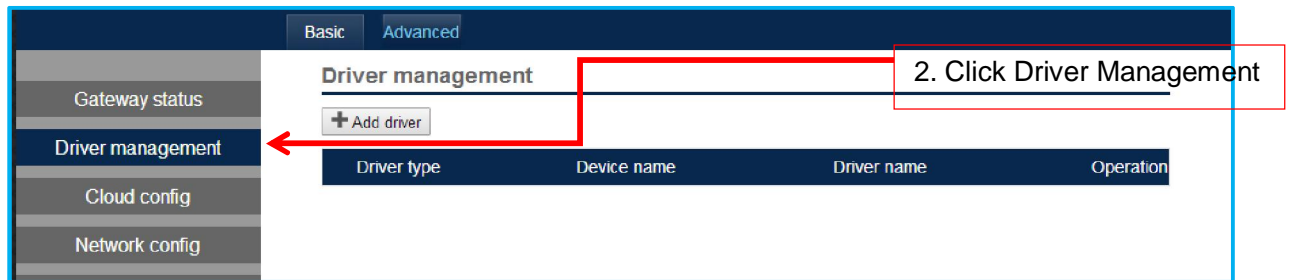 Basic Advanced
Driver management
2. Click Driver Management
Gateway status
+ Add driver
Driver management
Driver type Device name Driver name Operation
Cloud config
Network config